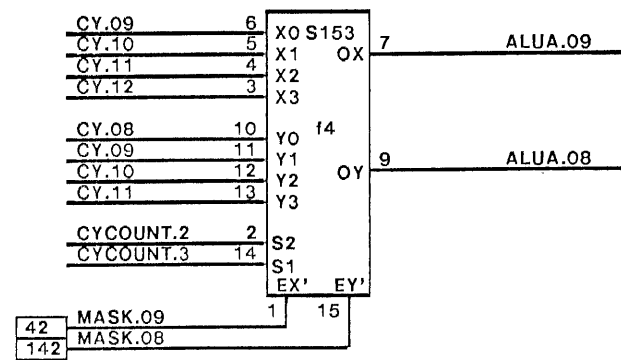 CY.09 6 X0 S153
CY.10 5 X1 OX 7 ALUA.09
CY.11 4 X2
CY.12 3 X3
f4
CY.08 10 Y0
CY.09 11 Y1
CY.10 12 Y2 OY 9 ALUA.08
CY.11 13 Y3
CYCOUNT.2 2 S2
CYCOUNT.3 14 S1
EX' EY'
1 15
42 MASK.09
142 MASK.08